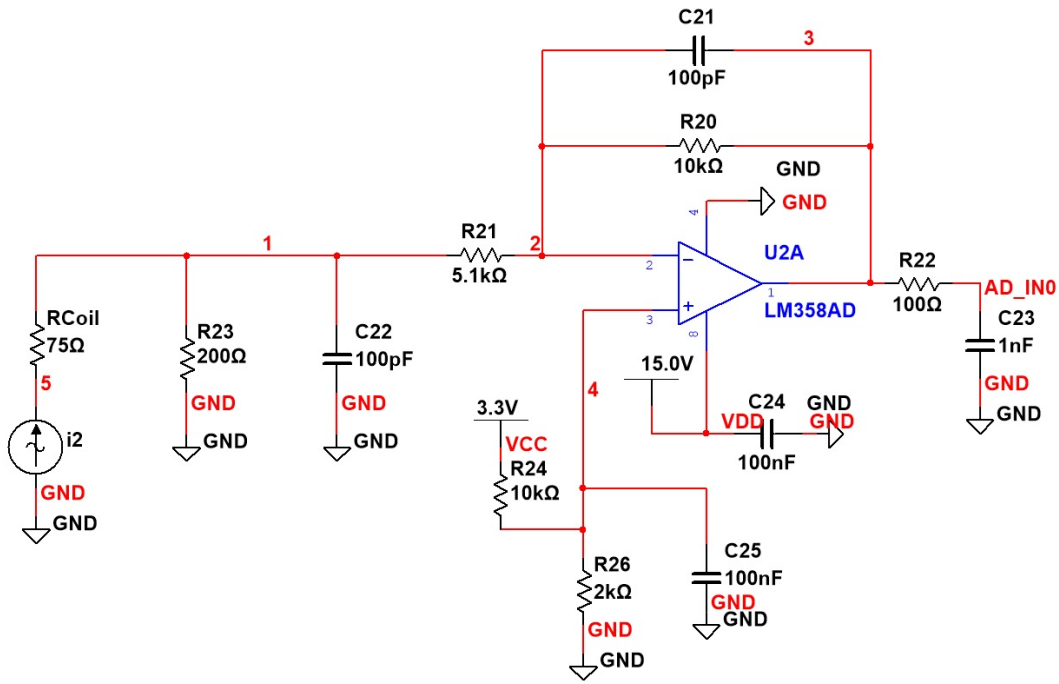 C21
3
100pF
R20
10kΩ
GND
4
GND
U2A
1
R21
2
5.1kΩ
2
1
LM358AD
3
R22
AD_IN0
100Ω
RCoil
75Ω
R23
200Ω
C22
100pF
C23
1nF
8
15.0V
5
4
GND
GND
GND
GND
GND
GND
3.3V
C24
GND
VDD
GND
100nF
i2
VCC
R24
10kΩ
GND
GND
C25
100nF
R26
2kΩ
GND
GND
GND
GND